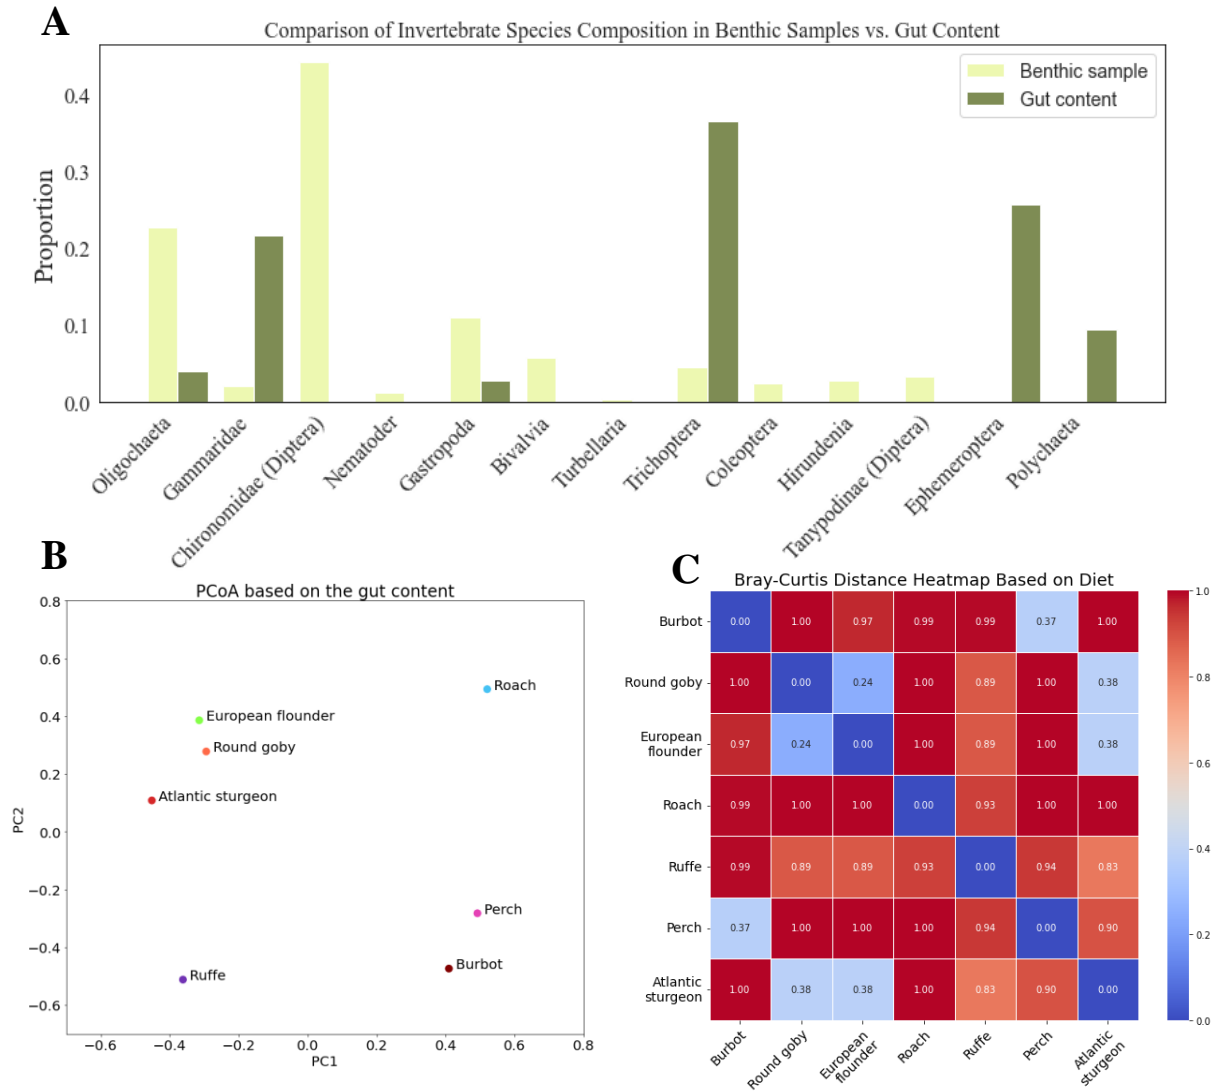 A
Comparison of Invertebrate Species Composition in Benthic Samples vs. Gut Content
Benthic sample
Gut content
Proportion
0.4
0.3
0.2
0.1
0.0
Oligochaeta
Gammaridae
Chironomidae (Diptera)
Nematoder
Gastropoda
Bivalvia
Turbellaria
Trichoptera
Coleoptera
Hirundenia
Tanypodinae (Diptera)
Ephemeroptera
Polychaeta
B
PCoA based on the gut content
PC2
0.8
0.6
0.4
0.2
0.0
−0.2
−0.4
−0.6
Roach
European flounder
Round goby
Atlantic sturgeon
Perch
Burbot
Ruffe
−0.6
−0.4
−0.2
0.0
0.2
0.4
0.6
0.8
PC1
C
Bray-Curtis Distance Heatmap Based on Diet
Burbot 0.00 1.00 0.97 0.99 0.99 0.37 1.00
Round goby 1.00 0.00 0.24 1.00 0.89 1.00 0.38
European
flounder
0.97 0.24 0.00 1.00 0.89 1.00 0.38
Roach 0.99 1.00 1.00 0.00 0.93 1.00 1.00
Ruffe 0.99 0.89 0.89 0.93 0.00 0.94 0.83
Perch 0.37 1.00 1.00 1.00 0.94 0.00 0.90
Atlantic
sturgeon
1.00 0.38 0.38 1.00 0.83 0.90 0.00
Burbot
Round goby
European
flounder
Roach
Ruffe
Perch
Atlantic
sturgeon
1.0
0.8
0.6
0.4
0.2
0.0